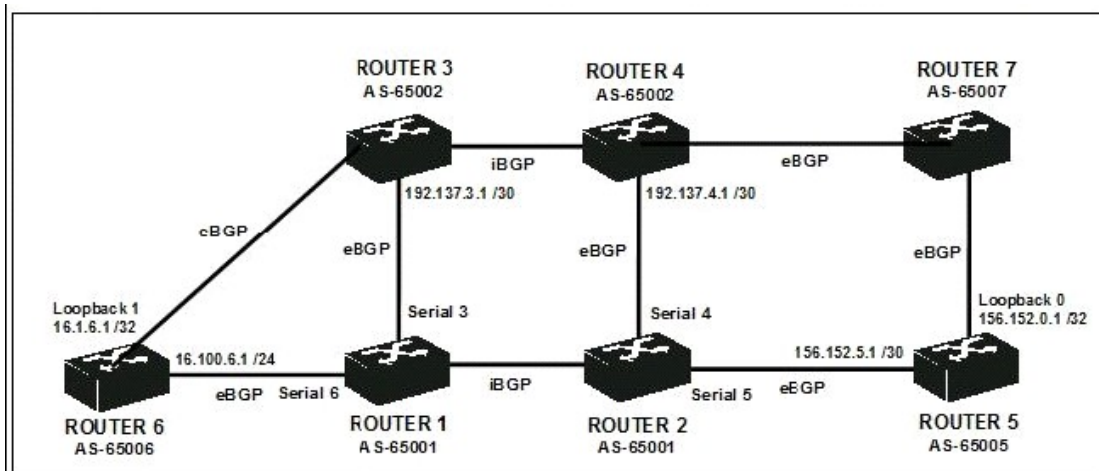 ROUTER 3
AS-65002
ROUTER 4
AS-65002
ROUTER 7
AS-65007
iBGP
eBGP
192.137.3.1 /30
192.137.4.1 /30
eBGP
eBGP
eBGP
eBGP
Loopback 1
16.1.6.1 /32
Serial 3
Serial 4
Loopback 0
156.152.0.1 /32
16.100.6.1 /24
156.152.5.1 /30
eBGP
Serial 6
iBGP
Serial 5
eBGP
ROUTER 6
AS-65006
ROUTER 1
AS-65001
ROUTER 2
AS-65001
ROUTER 5
AS-65005